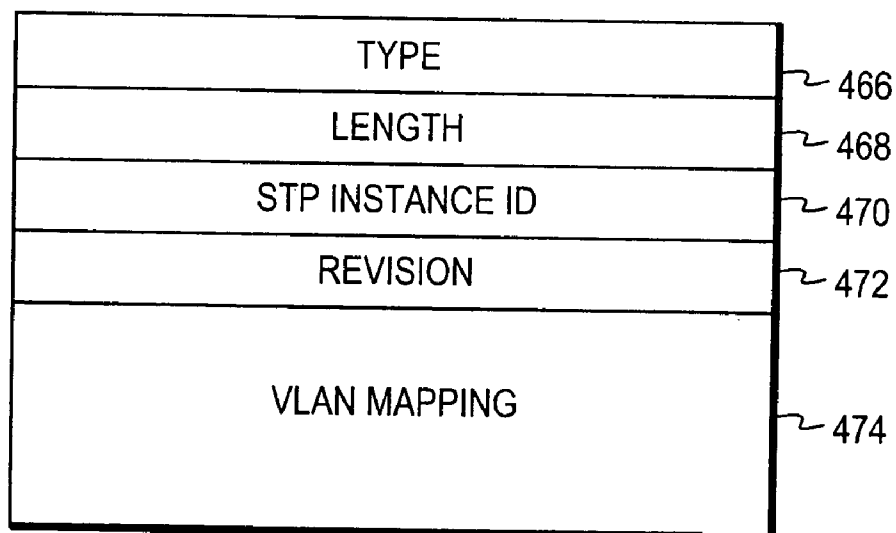 TYPE
466
LENGTH
468
STP INSTANCE ID
470
REVISION
472
VLAN MAPPING
474